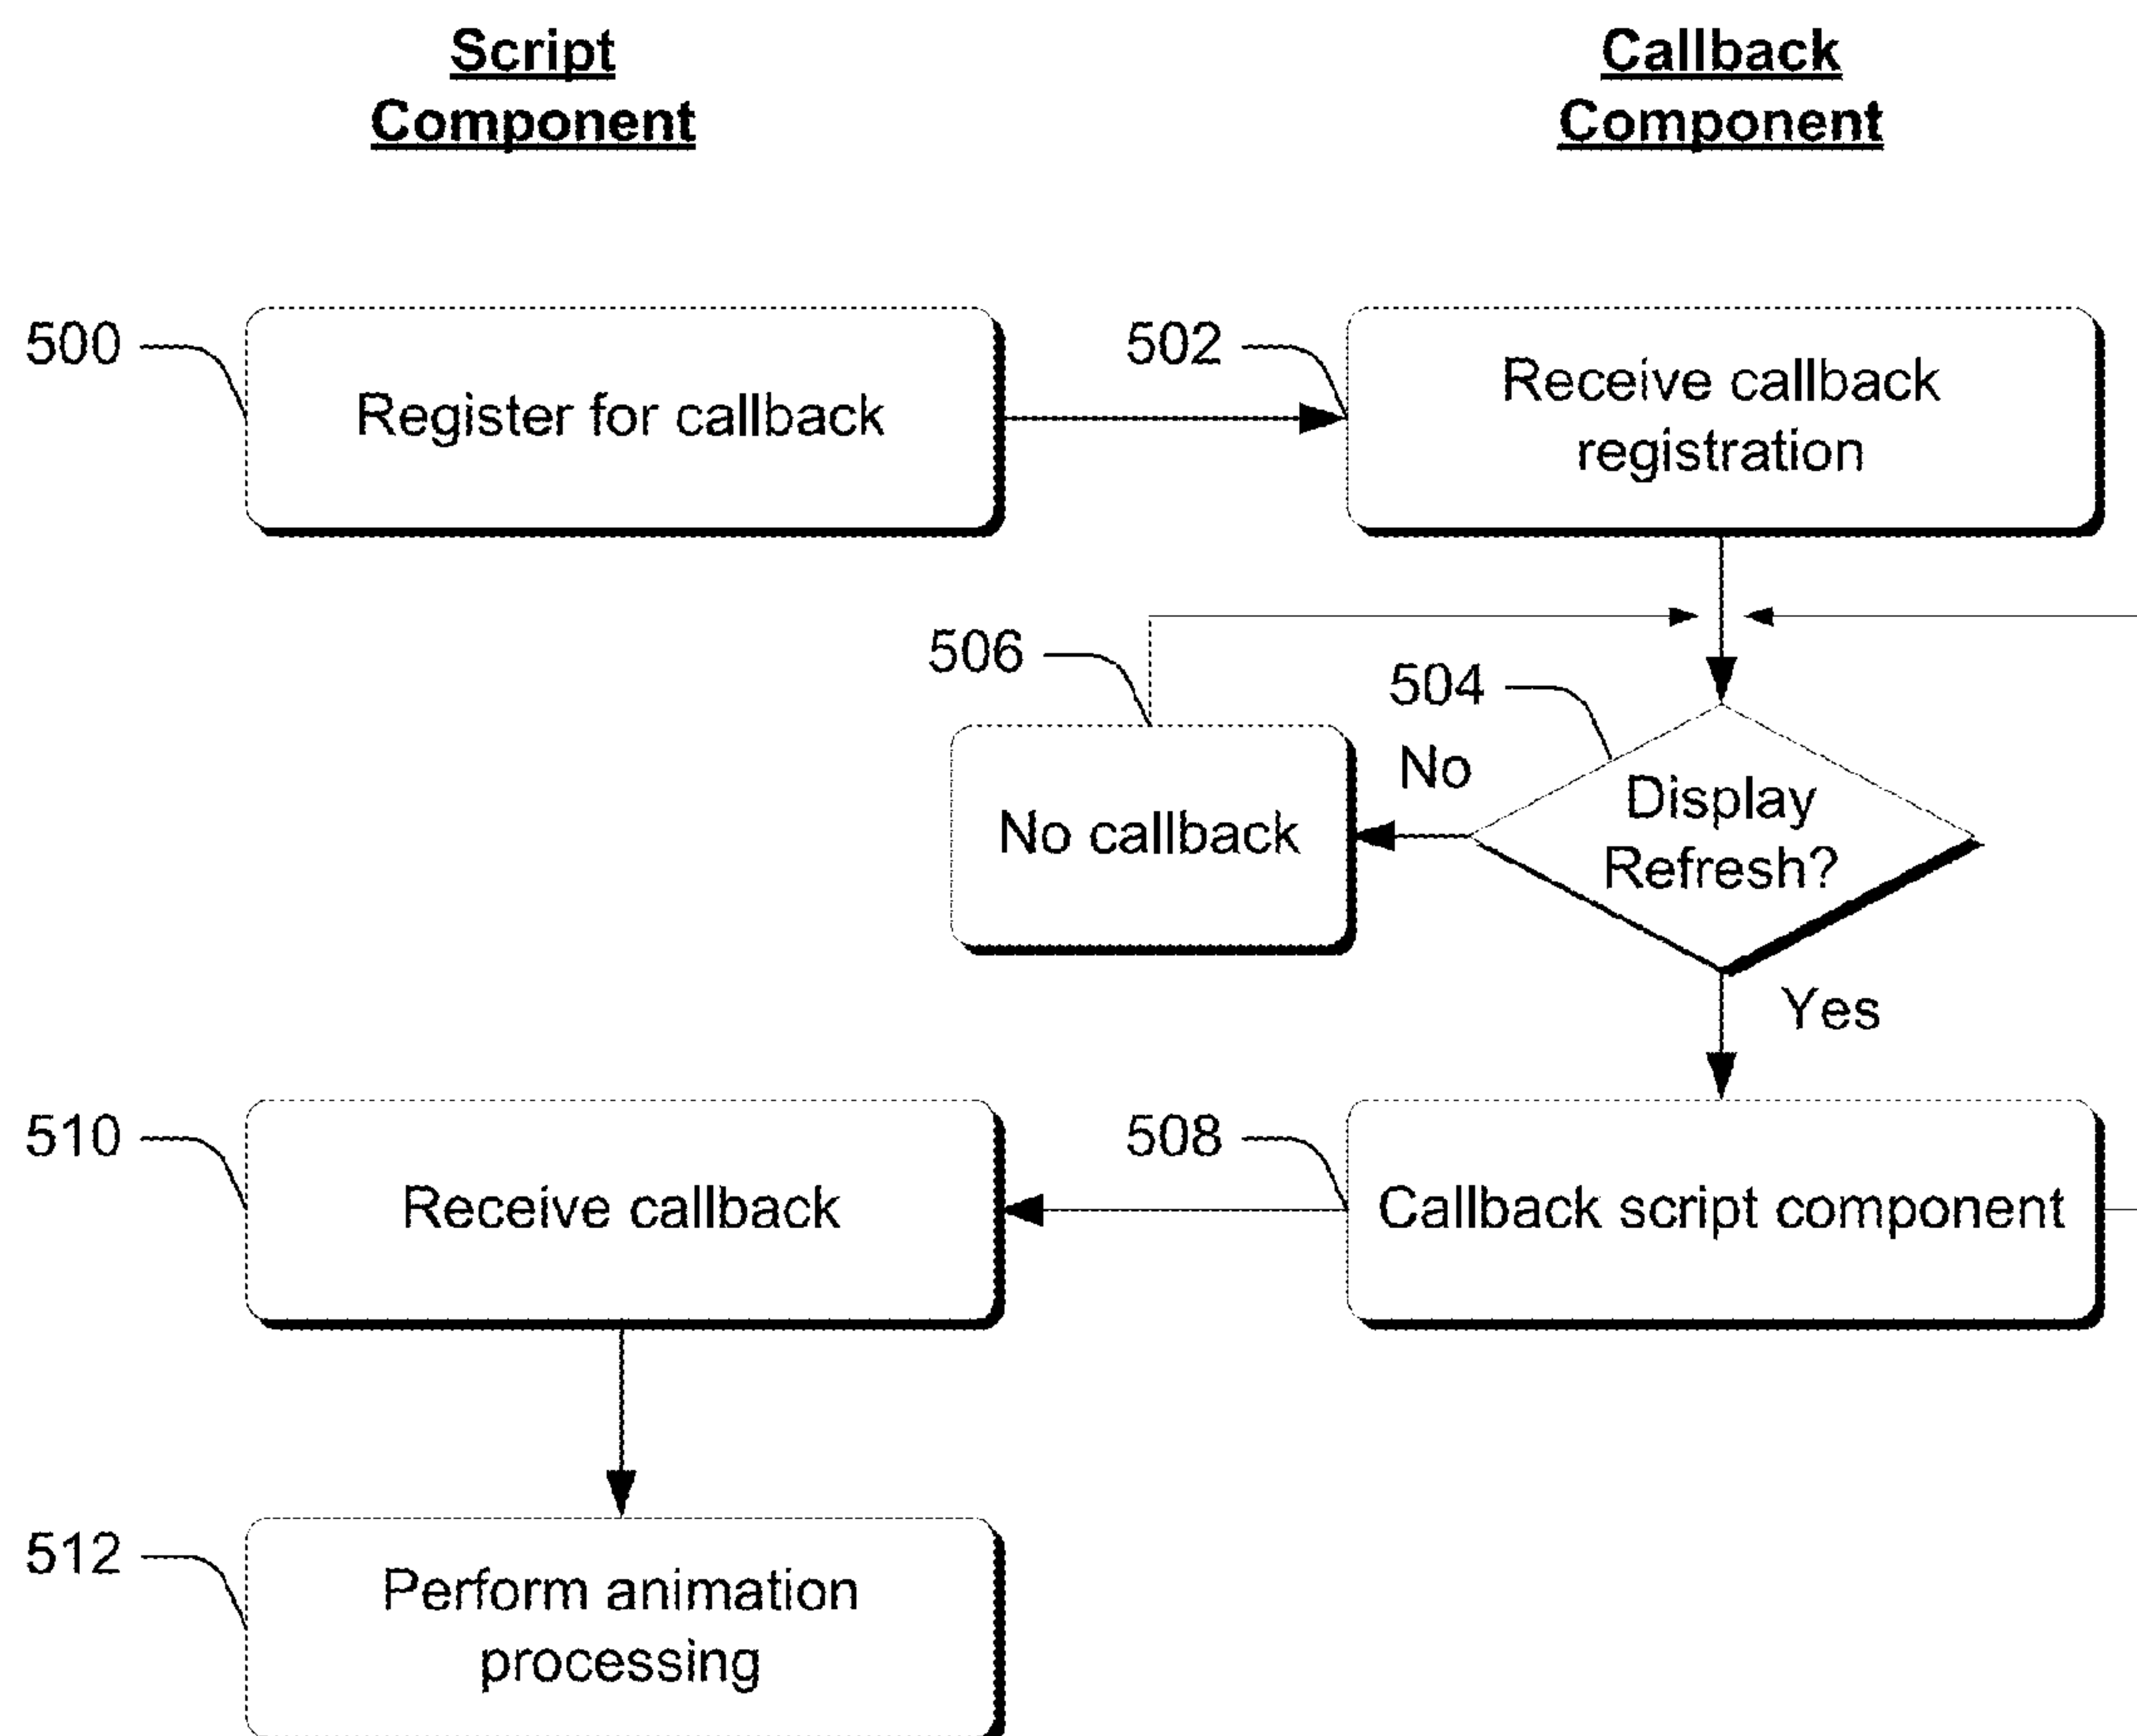 Script
Component
Callback
Component
500
Register for callback
502
Receive callback
registration
506
504
No callback
No
Display
Refresh?
Yes
510
Receive callback
508
Callback script component
512
Perform animation
processing